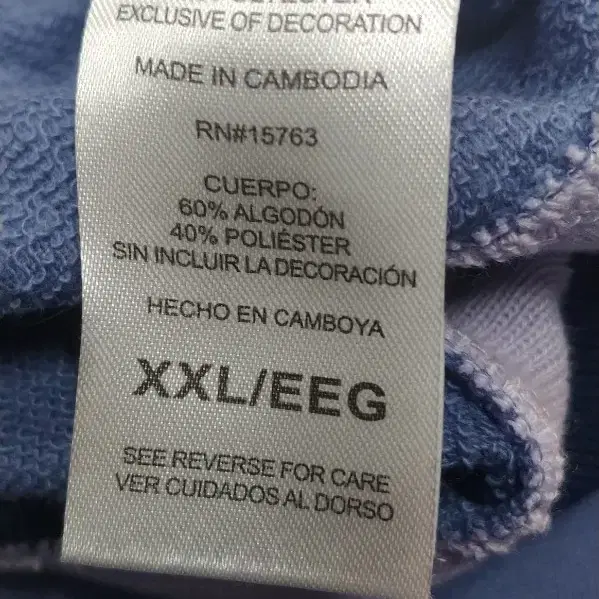 EXCLUSIVE OF DECORATION
MADE IN CAMBODIA
RN#15763
CUERPO:
60% ALGODÓN
40% POLIÉSTER
SIN INCLUIR LA DECORACIÓN
HECHO EN CAMBOYA
XXL/EEG
SEE REVERSE FOR CARE
VER CUIDADOS AL DORSO